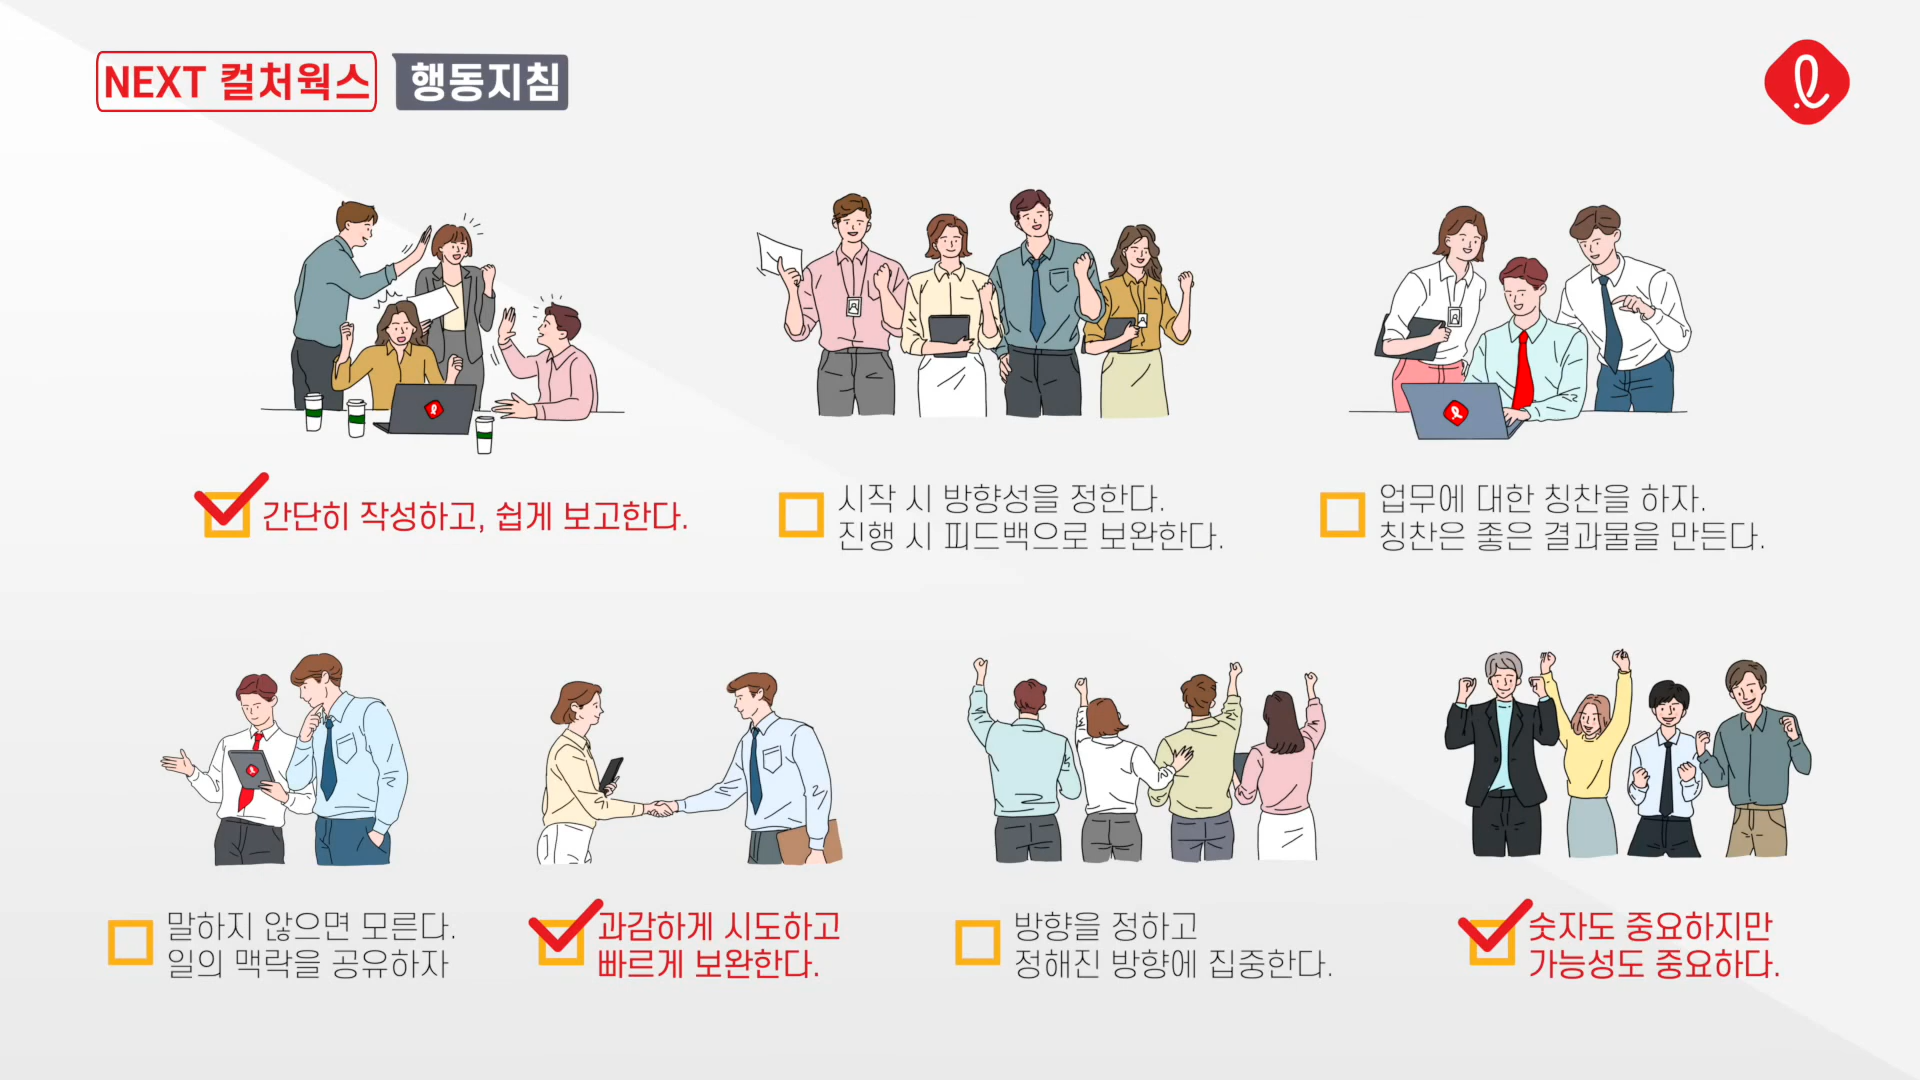 NEXT 컬처웍스 행동지침
간단히 작성하고, 쉽게 보고한다.
시작 시 방향성을 정한다.
진행 시 피드백으로 보완한다.
업무에 대한 칭찬을 하자.
칭찬은 좋은 결과물을 만든다.
말하지 않으면 모른다.
일의 맥락을 공유하자
과감하게 시도하고
빠르게 보완한다.
방향을 정하고
정해진 방향에 집중한다.
숫자도 중요하지만
가능성도 중요하다.